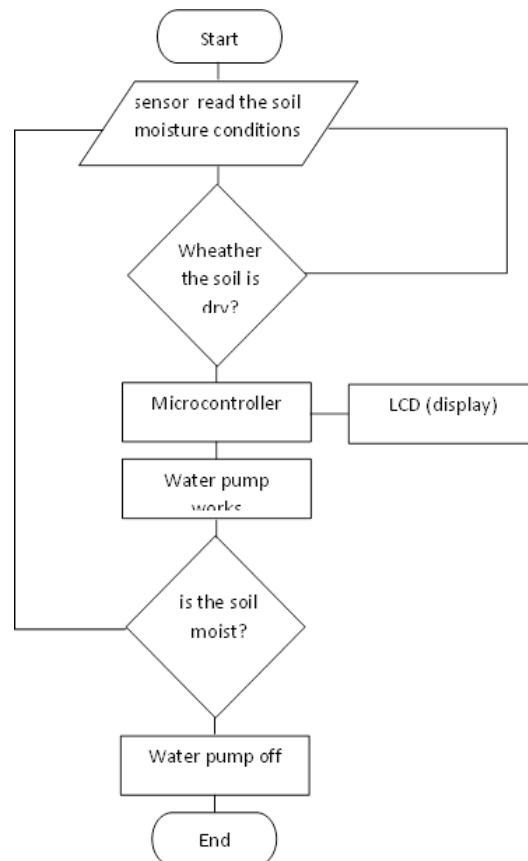 Start
sensor read the soil
moisture conditions
Wheather
the soil is
dry?
Microcontroller
LCD (display)
Water pump
works
is the soil
moist?
Water pump off
End